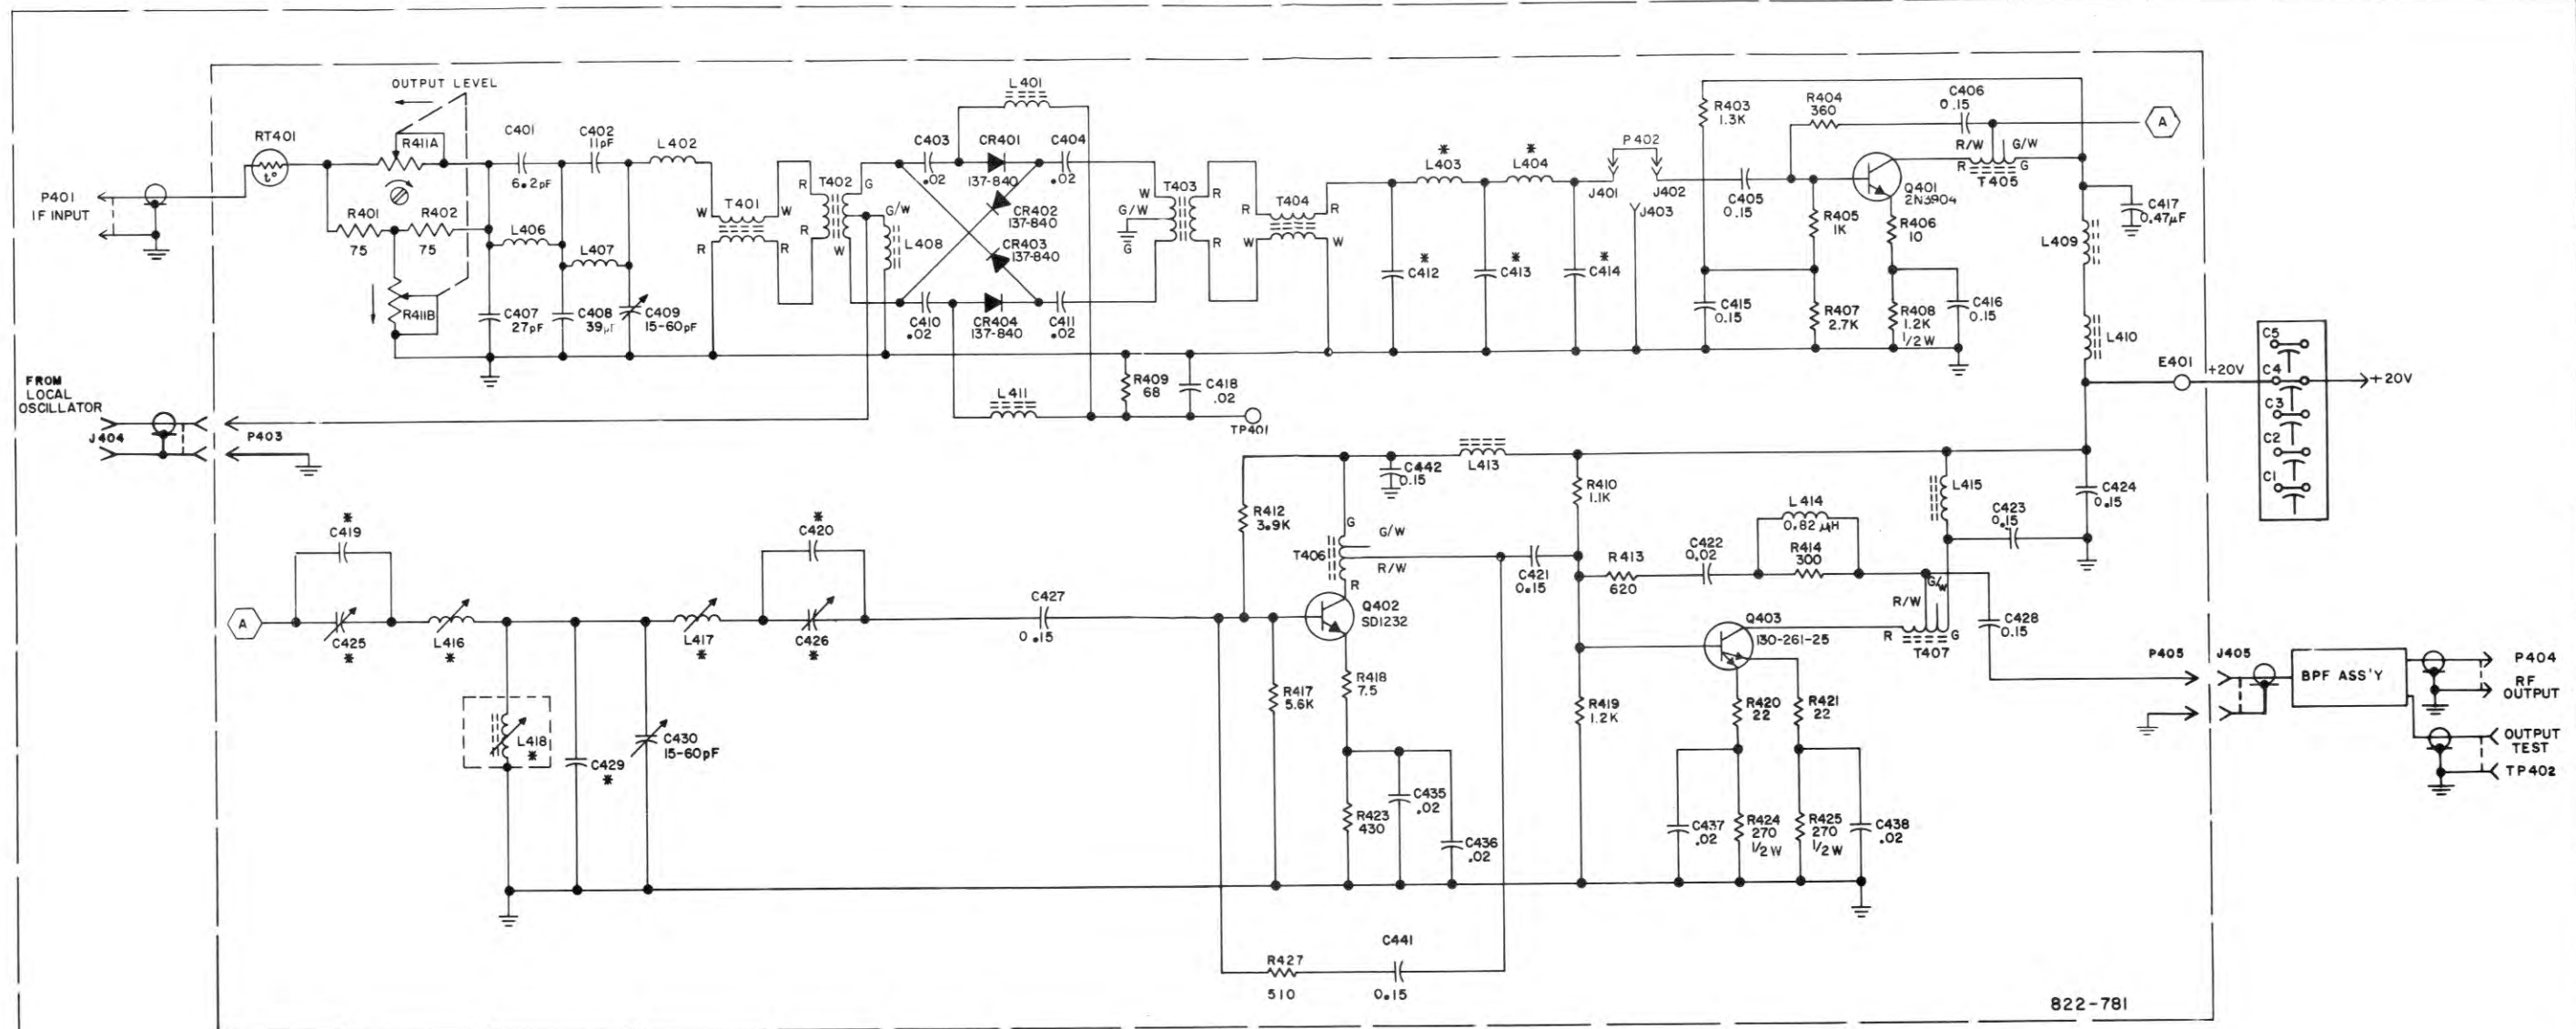 OUTPUT LEVEL
RT401
t°
P401
IF INPUT
R411A
R401
75
R402
75
R411B
C401
6.2pF
C402
11pF
L402
L406
L407
C407
27pF
C408
C409
15-60pF
T401
W
R
W
R
T402
R
R
G
G/W
W
L408
C403
.02
L401
CR401
137-840
CR402
137-840
CR403
137-840
CR404
137-840
C404
.02
C410
.02
C411
.02
T403
W
G/W
G
R
R
T404
R
W
R
W
L403
*
L404
*
C412
*
C413
*
C414
*
P402
J401
J402
J403
R403
1.3K
R404
360
C406
0.15
A
R/W
G/W
R
G
T405
Q401
2N3904
C405
0.15
R405
1K
R406
10
C415
0.15
R407
2.7K
R408
1.2K
1/2W
C416
0.15
C417
0.47µF
L409
L410
E401
+20V
C5
C4
C3
C2
C1
+20V
FROM
LOCAL
OSCILLATOR
J404
P403
L411
R409
68
C418
.02
TP401
A
C419
*
C425
*
L416
*
L418
*
C429
*
C430
15-60pF
L417
*
C420
*
C426
*
C427
0.15
R412
3.9K
C442
0.15
L413
T406
G
G/W
R/W
R
Q402
SD1232
R417
5.6K
R418
7.5
R423
430
C435
.02
C436
.02
R427
510
C441
0.15
C421
0.15
R410
1.1K
R413
620
C422
0.02
L414
0.82 µH
R414
300
L415
C423
0.15
C424
0.15
Q403
130-261-25
R/W
G/W
R
G
T407
C428
0.15
R419
1.2K
R420
22
R421
22
C437
.02
R424
270
1/2W
R425
270
1/2W
C438
.02
P405
J405
BPF ASS'Y
P404
RF
OUTPUT
OUTPUT
TEST
TP402
822-781